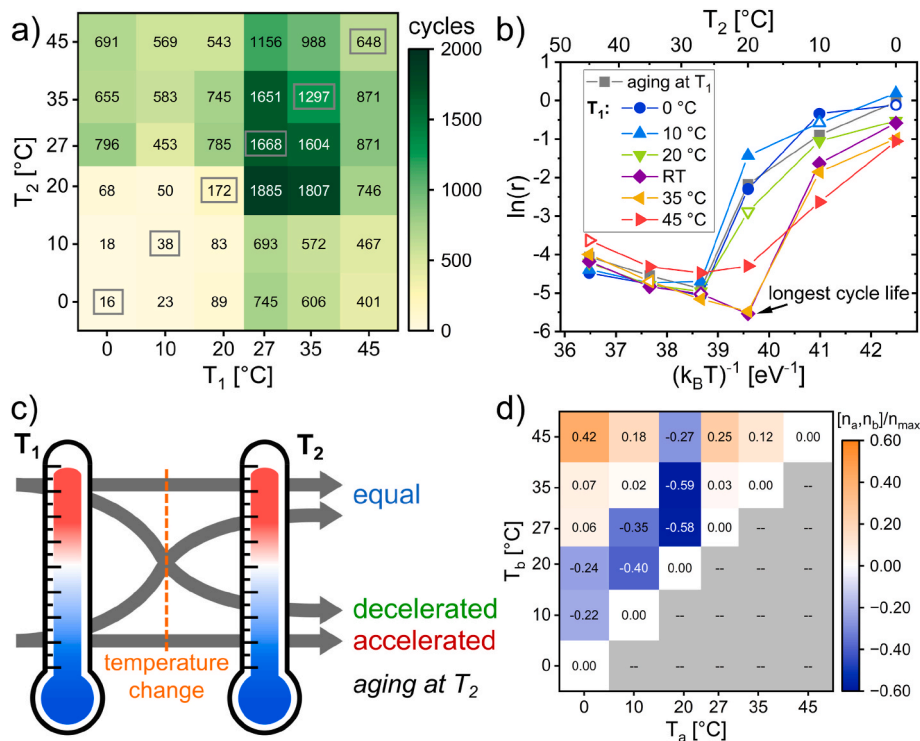 a)
cycles
T2 [°C]
45 691 569 543 1156 988 648
35 655 583 745 1651 1297 871
27 796 453 785 1668 1604 871
20 68 50 172 1885 1807 746
10 18 38 83 693 572 467
0 16 23 89 745 606 401
0 10 20 27 35 45
T1 [°C]
2000
1500
1000
500
0
b)
T2 [°C]
50 40 30 20 10 0
aging at T1
T1: 0 °C
10 °C
20 °C
RT
35 °C
45 °C
ln(r)
0
-1
-2
-3
-4
-5
-6
longest cycle life
36 37 38 39 40 41 42
(kBT)-1 [eV-1]
c)
T1
T2
equal
decelerated
accelerated
temperature
change
aging at T2
d)
[na,nb]/nmax
Tb [°C]
45 0.42 0.18 -0.27 0.25 0.12 0.00
35 0.07 0.02 -0.59 0.03 0.00 --
27 0.06 -0.35 -0.58 0.00 -- --
20 -0.24 -0.40 0.00 -- -- --
10 -0.22 0.00 -- -- -- --
0 0.00 -- -- -- -- --
0 10 20 27 35 45
Ta [°C]
0.60
0.40
0.20
0.00
−0.20
−0.40
−0.60